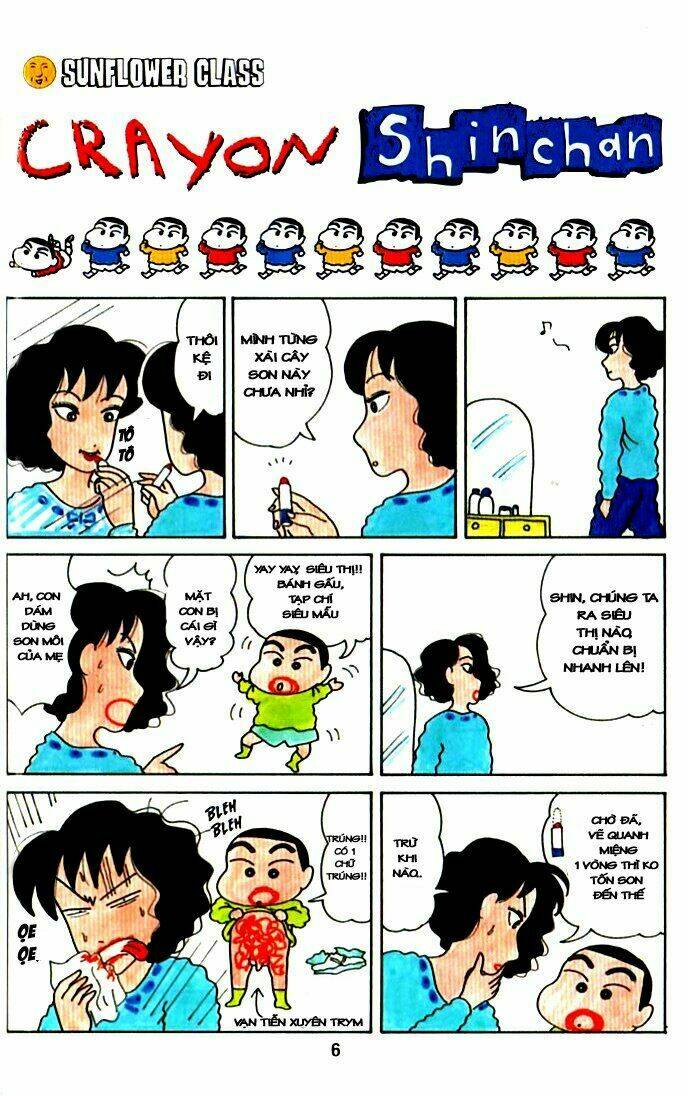 SUNFLOWER CLASS
CRAYON Shinchan
MÌNH TỪNG
XÀI CÂY
SON NÀY
CHƯA NHỈ?
THÔI
KỆ
ĐI
TÔ
TÔ
SHIN, CHÚNG TA
RA SIÊU
THỊ NÀO,
CHUẨN BỊ
NHANH LÊN!
YAY YAY, SIÊU THỊ!!
BÁNH GẤU,
TẠP CHÍ
SIÊU MẪU
MẶT
CON BỊ
CÁI GÌ
VẬY?
AH, CON
DÁM
DÙNG
SON MÔI
CỦA MẸ
CHỜ ĐÃ,
VẼ QUANH
MIỆNG
1 VÒNG THÌ KO
TỐN SON
ĐẾN THẾ
TRỪ
KHI
NÀO..
TRÚNG!!
CÓ 1
CHỮ
TRÚNG!!
BLEH
BLEH
ỌE
ỌE
VẠN TIỄN XUYÊN TRYM
6